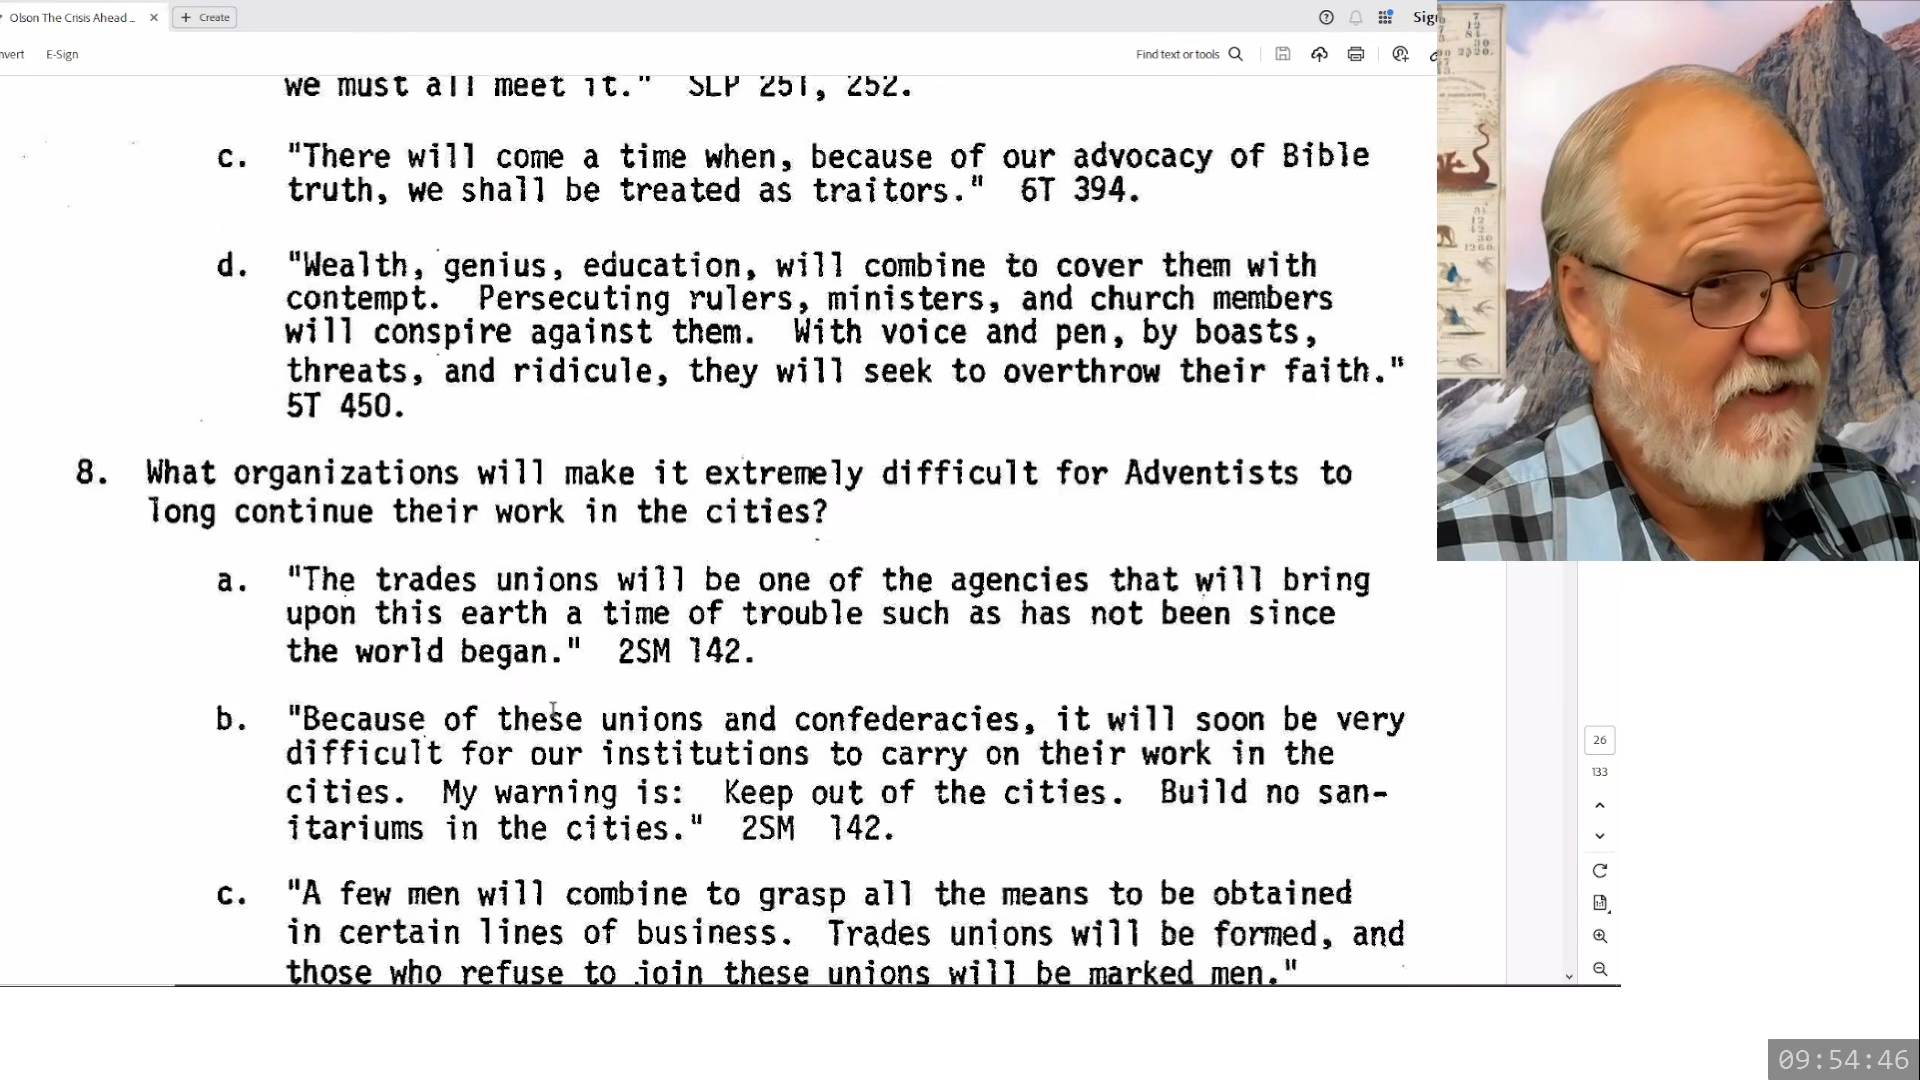 Olson The Crisis Ahead ...
Create
Sign
nvert
E-Sign
Find text or tools
we must all meet it." SLP 251, 252.
c. "There will come a time when, because of our advocacy of Bible
truth, we shall be treated as traitors." 6T 394.
d. "Wealth, genius, education, will combine to cover them with
contempt. Persecuting rulers, ministers, and church members
will conspire against them. With voice and pen, by boasts,
threats, and ridicule, they will seek to overthrow their faith."
5T 450.
8. What organizations will make it extremely difficult for Adventists to
long continue their work in the cities?
a. "The trades unions will be one of the agencies that will bring
upon this earth a time of trouble such as has not been since
the world began." 2SM 142.
b. "Because of these unions and confederacies, it will soon be very
difficult for our institutions to carry on their work in the
cities. My warning is: Keep out of the cities. Build no san-
itariums in the cities." 2SM 142.
c. "A few men will combine to grasp all the means to be obtained
in certain lines of business. Trades unions will be formed, and
those who refuse to join these unions will be marked men."
26
133
09:54:46